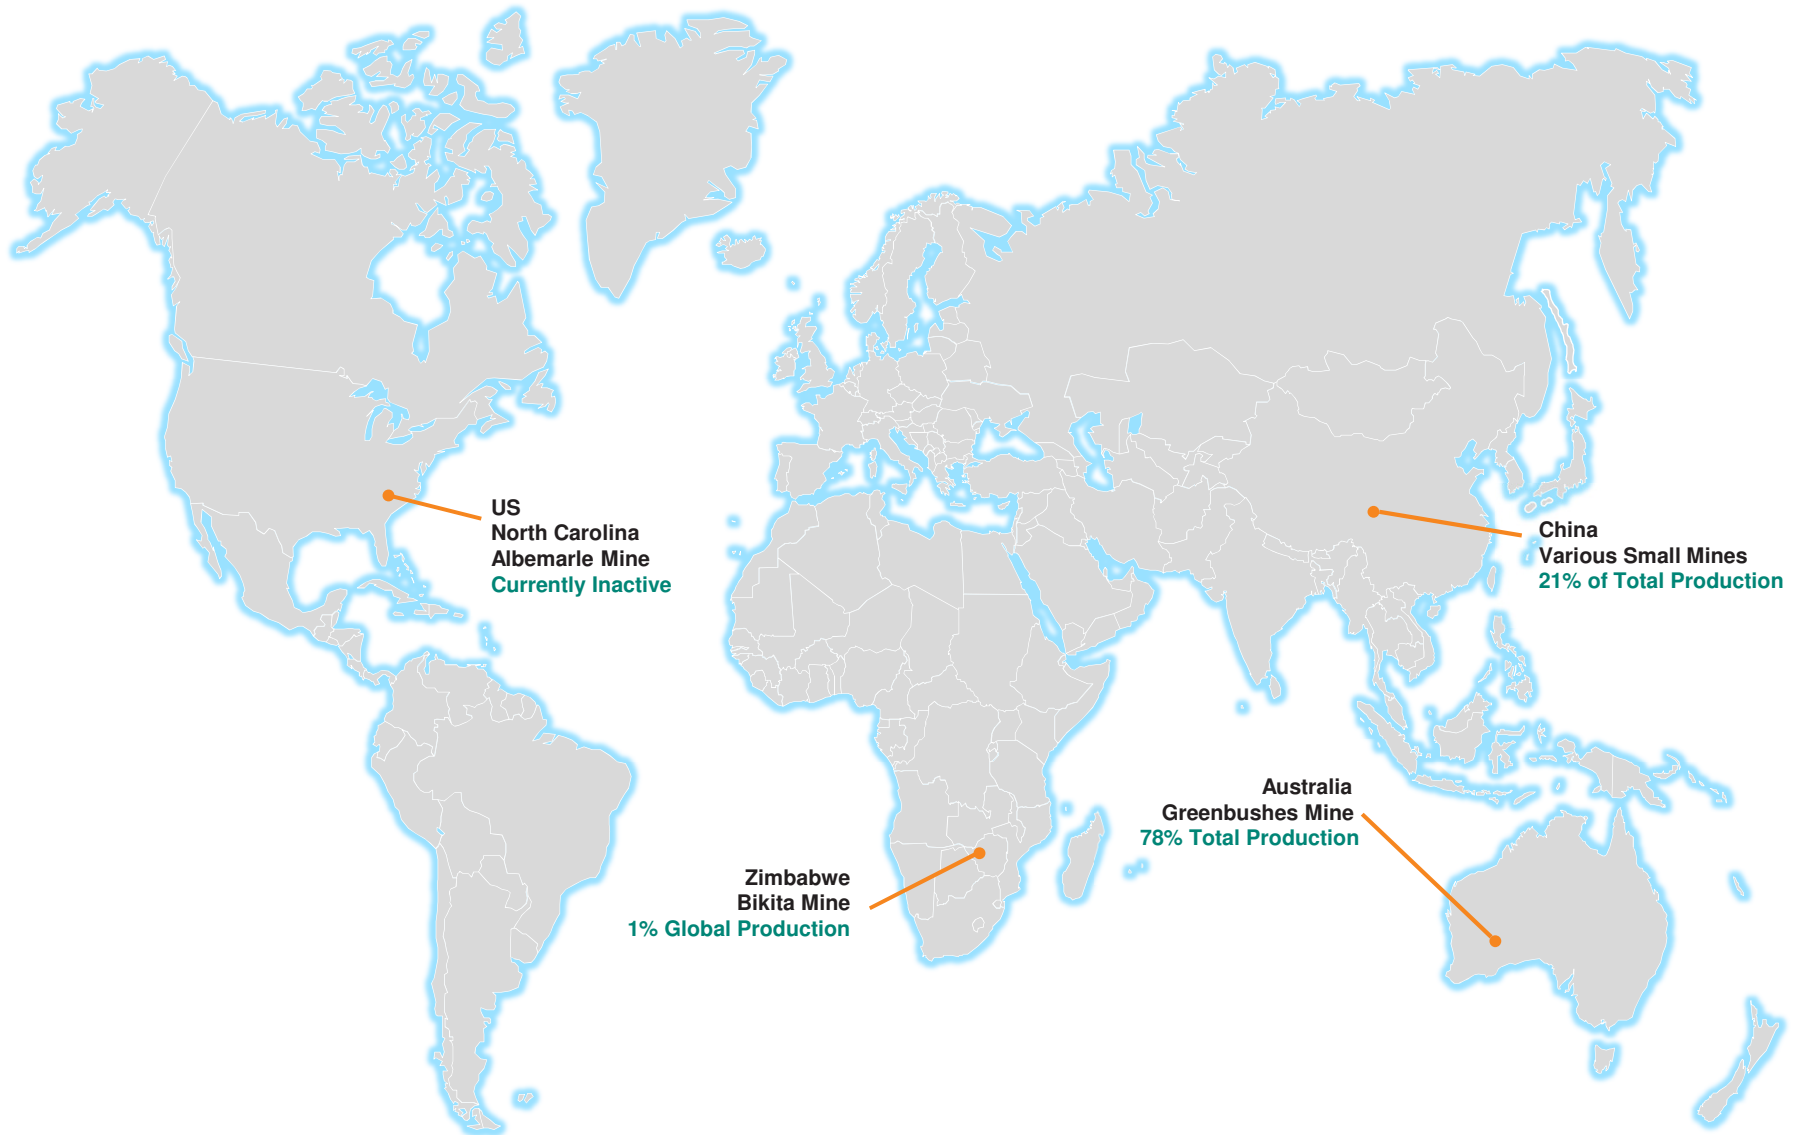 US
North Carolina
Albemarle Mine
Currently Inactive
China
Various Small Mines
21% of Total Production
Australia
Greenbushes Mine
78% Total Production
Zimbabwe
Bikita Mine
1% Global Production